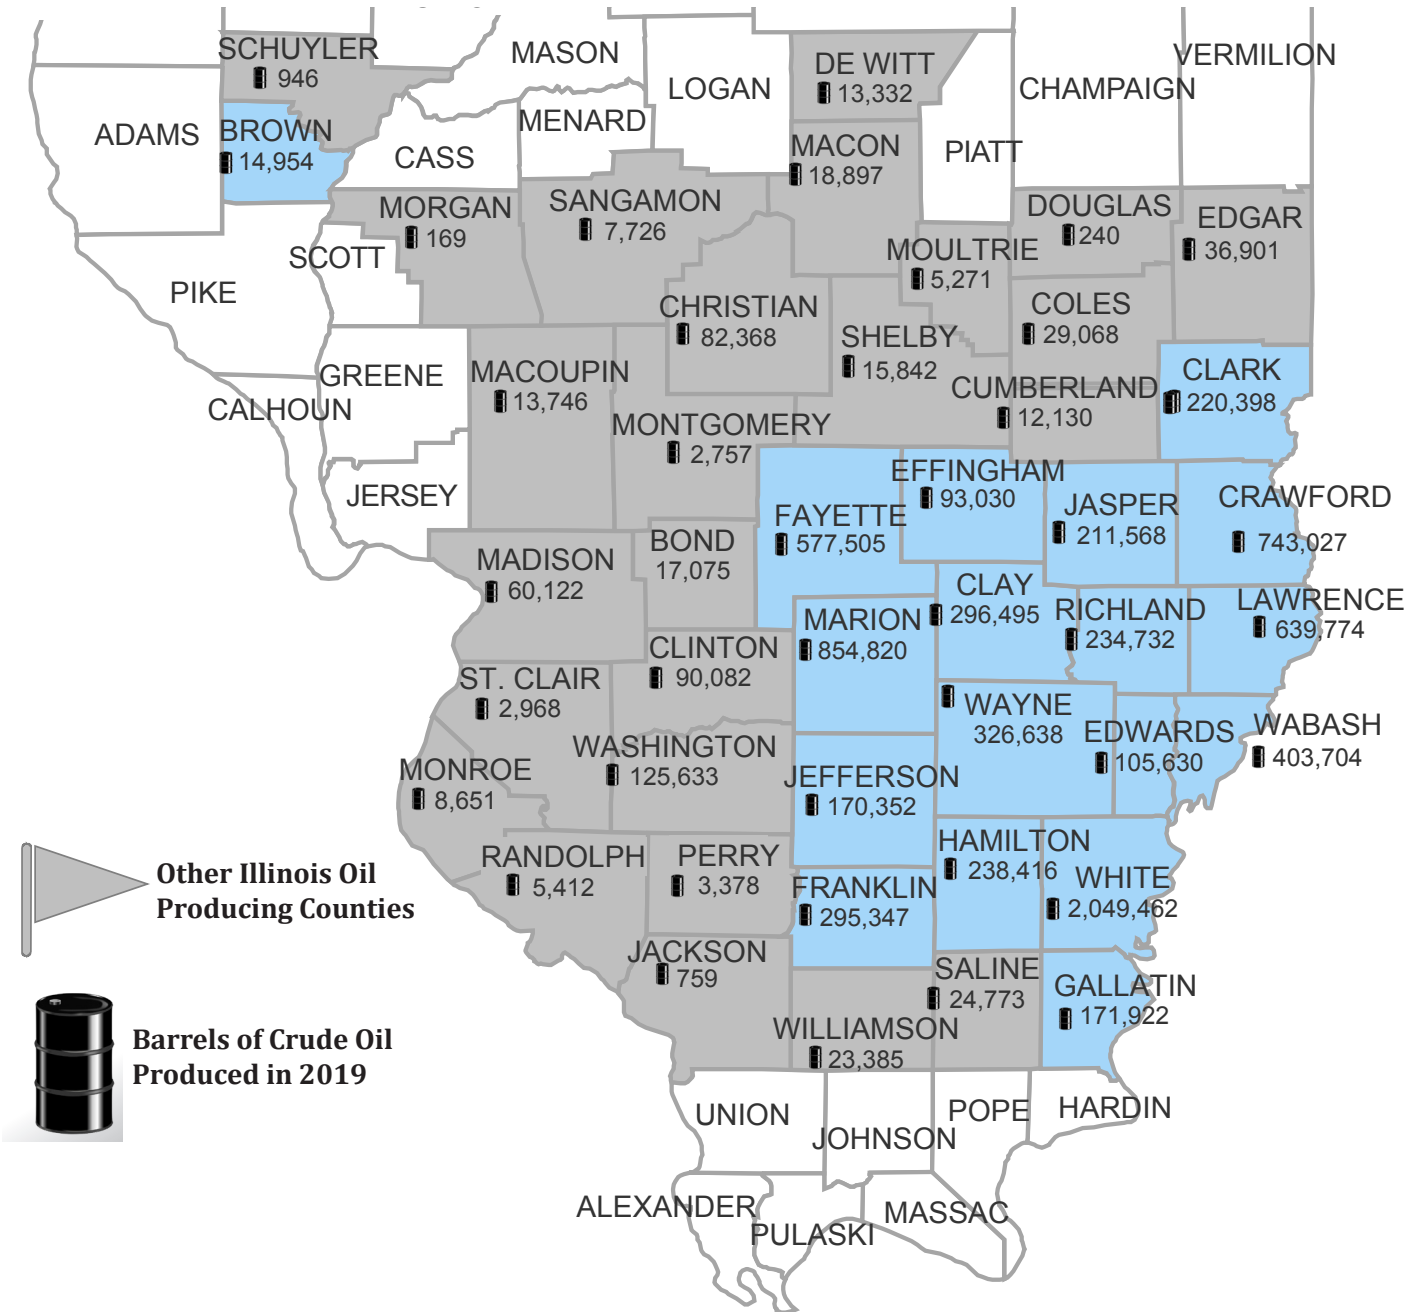 SCHUYLER
946
MASON
LOGAN
DE WITT
13,332
CHAMPAIGN
VERMILION
ADAMS
BROWN
14,954
CASS
MENARD
MACON
18,897
PIATT
MORGAN
169
SANGAMON
7,726
MOULTRIE
5,271
DOUGLAS
240
EDGAR
36,901
SCOTT
PIKE
CHRISTIAN
82,368
SHELBY
15,842
COLES
29,068
GREENE
CALHOUN
MACOUPIN
13,746
MONTGOMERY
2,757
CUMBERLAND
12,130
CLARK
220,398
JERSEY
FAYETTE
577,505
EFFINGHAM
93,030
JASPER
211,568
CRAWFORD
743,027
MADISON
60,122
BOND
17,075
MARION
854,820
CLAY
296,495
RICHLAND
234,732
LAWRENCE
639,774
CLINTON
90,082
ST. CLAIR
2,968
WASHINGTON
125,633
WAYNE
326,638
EDWARDS
105,630
WABASH
403,704
MONROE
8,651
JEFFERSON
170,352
RANDOLPH
5,412
PERRY
3,378
FRANKLIN
295,347
HAMILTON
238,416
WHITE
2,049,462
Other Illinois Oil
Producing Counties
JACKSON
759
WILLIAMSON
23,385
SALINE
24,773
GALLATIN
171,922
Barrels of Crude Oil
Produced in 2019
UNION
JOHNSON
POPE
HARDIN
ALEXANDER
PULASKI
MASSAC